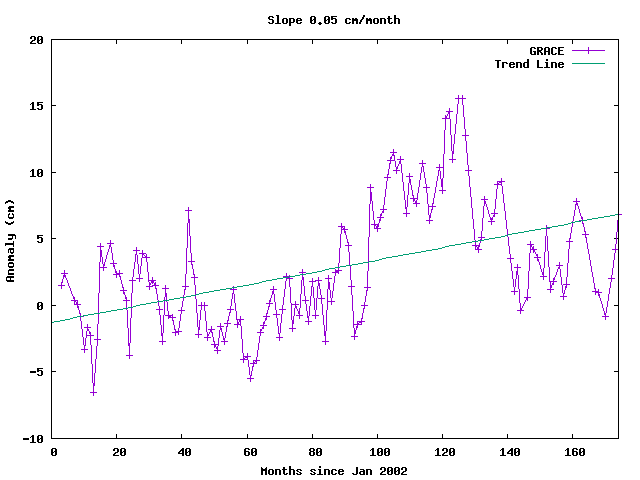 Slope 0.05 cm/month
20
15
10
5
0
-5
-10
Anomaly (cm)
GRACE
Trend Line
0 20 40 60 80 100 120 140 160
Months since Jan 2002